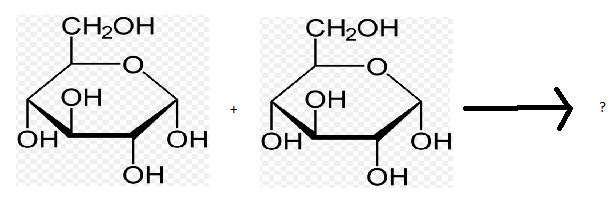 CH₂OH CH₂OH
O O
OH OH
+ ?
OH OH OH OH
OH OH